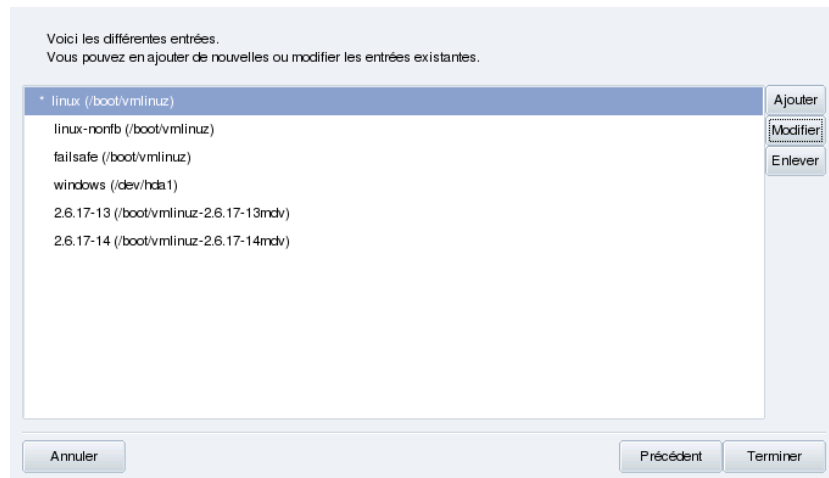 Voici les différentes entrées.
Vous pouvez en ajouter de nouvelles ou modifier les entrées existantes.
* linux (/boot/vmlinuz)
linux-nonfb (/boot/vmlinuz)
failsafe (/boot/vmlinuz)
windows (/dev/hda1)
2.6.17-13 (/boot/vmlinuz-2.6.17-13mdv)
2.6.17-14 (/boot/vmlinuz-2.6.17-14mdv)
Ajouter
Modifier
Enlever
Annuler
Précédent
Terminer